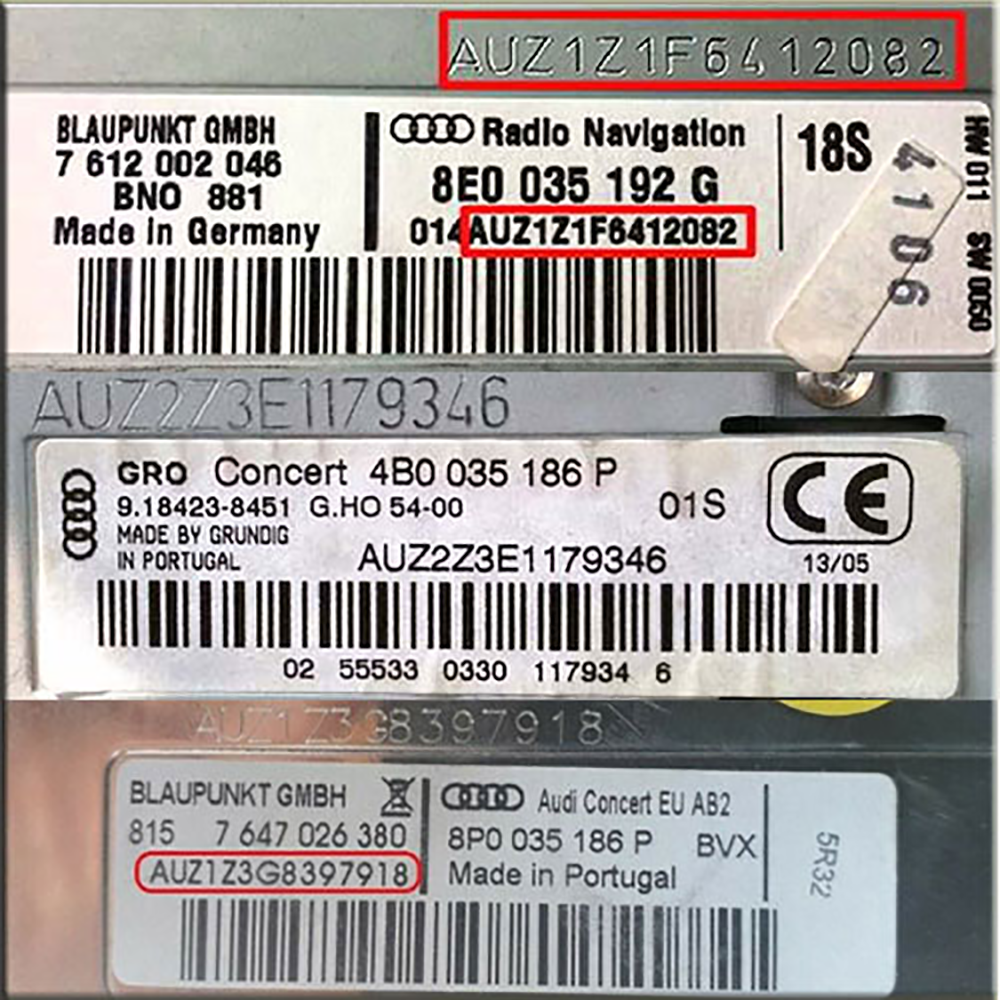 AUZ1Z1F6412082
BLAUPUNKT GMBH
7 612 002 046
BNO 881
Made in Germany
Radio Navigation
8E0 035 192 G
014AUZ1Z1F6412082
18S
4106
HW 011 SW 0050
AUZ2Z3E1179346
GRO Concert 4B0 035 186 P
9.18423-8451 G.HO 54-00
MADE BY GRUNDIG
IN PORTUGAL
AUZ2Z3E1179346
01S
CE
13/05
02 55533 0330 117934 6
AUZ1Z3G8397918
BLAUPUNKT GMBH
815 7 647 026 380
AUZ1Z3G8397918
Audi Concert EU AB2
8P0 035 186 P BVX
Made in Portugal
5R32